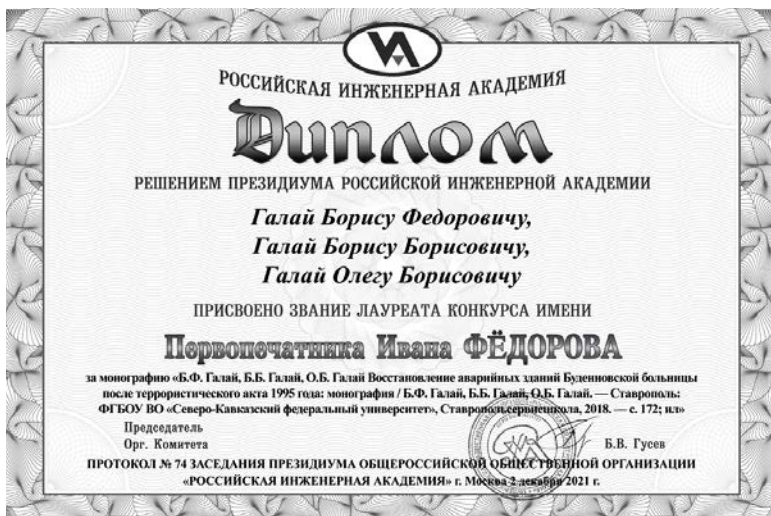 РОССИЙСКАЯ ИНЖЕНЕРНАЯ АКАДЕМИЯ
Диплом
РЕШЕНИЕМ ПРЕЗИДИУМА РОССИЙСКОЙ ИНЖЕНЕРНОЙ АКАДЕМИИ
Галай Борису Федоровичу,
Галай Борису Борисовичу,
Галай Олегу Борисовичу
ПРИСВОЕНО ЗВАНИЕ ЛАУРЕАТА КОНКУРСА ИМЕНИ
Первопечатника Ивана ФЁДОРОВА
за монографию «Б.Ф. Галай, Б.Б. Галай, О.Б. Галай Восстановление аварийных зданий Буденновской больницы
после террористического акта 1995 года: монография / Б.Ф. Галай, Б.Б. Галай, О.Б. Галай. — Ставрополь:
ФГБОУ ВО «Северо-Кавказский федеральный университет», Ставропольсервисшкола, 2018. — с. 172; ил»
Председатель
Орг. Комитета
Б.В. Гусев
ПРОТОКОЛ № 74 ЗАСЕДАНИЯ ПРЕЗИДИУМА ОБЩЕРОССИЙСКОЙ ОБЩЕСТВЕННОЙ ОРГАНИЗАЦИИ
«РОССИЙСКАЯ ИНЖЕНЕРНАЯ АКАДЕМИЯ» г. Москва 2 декабря 2021 г.